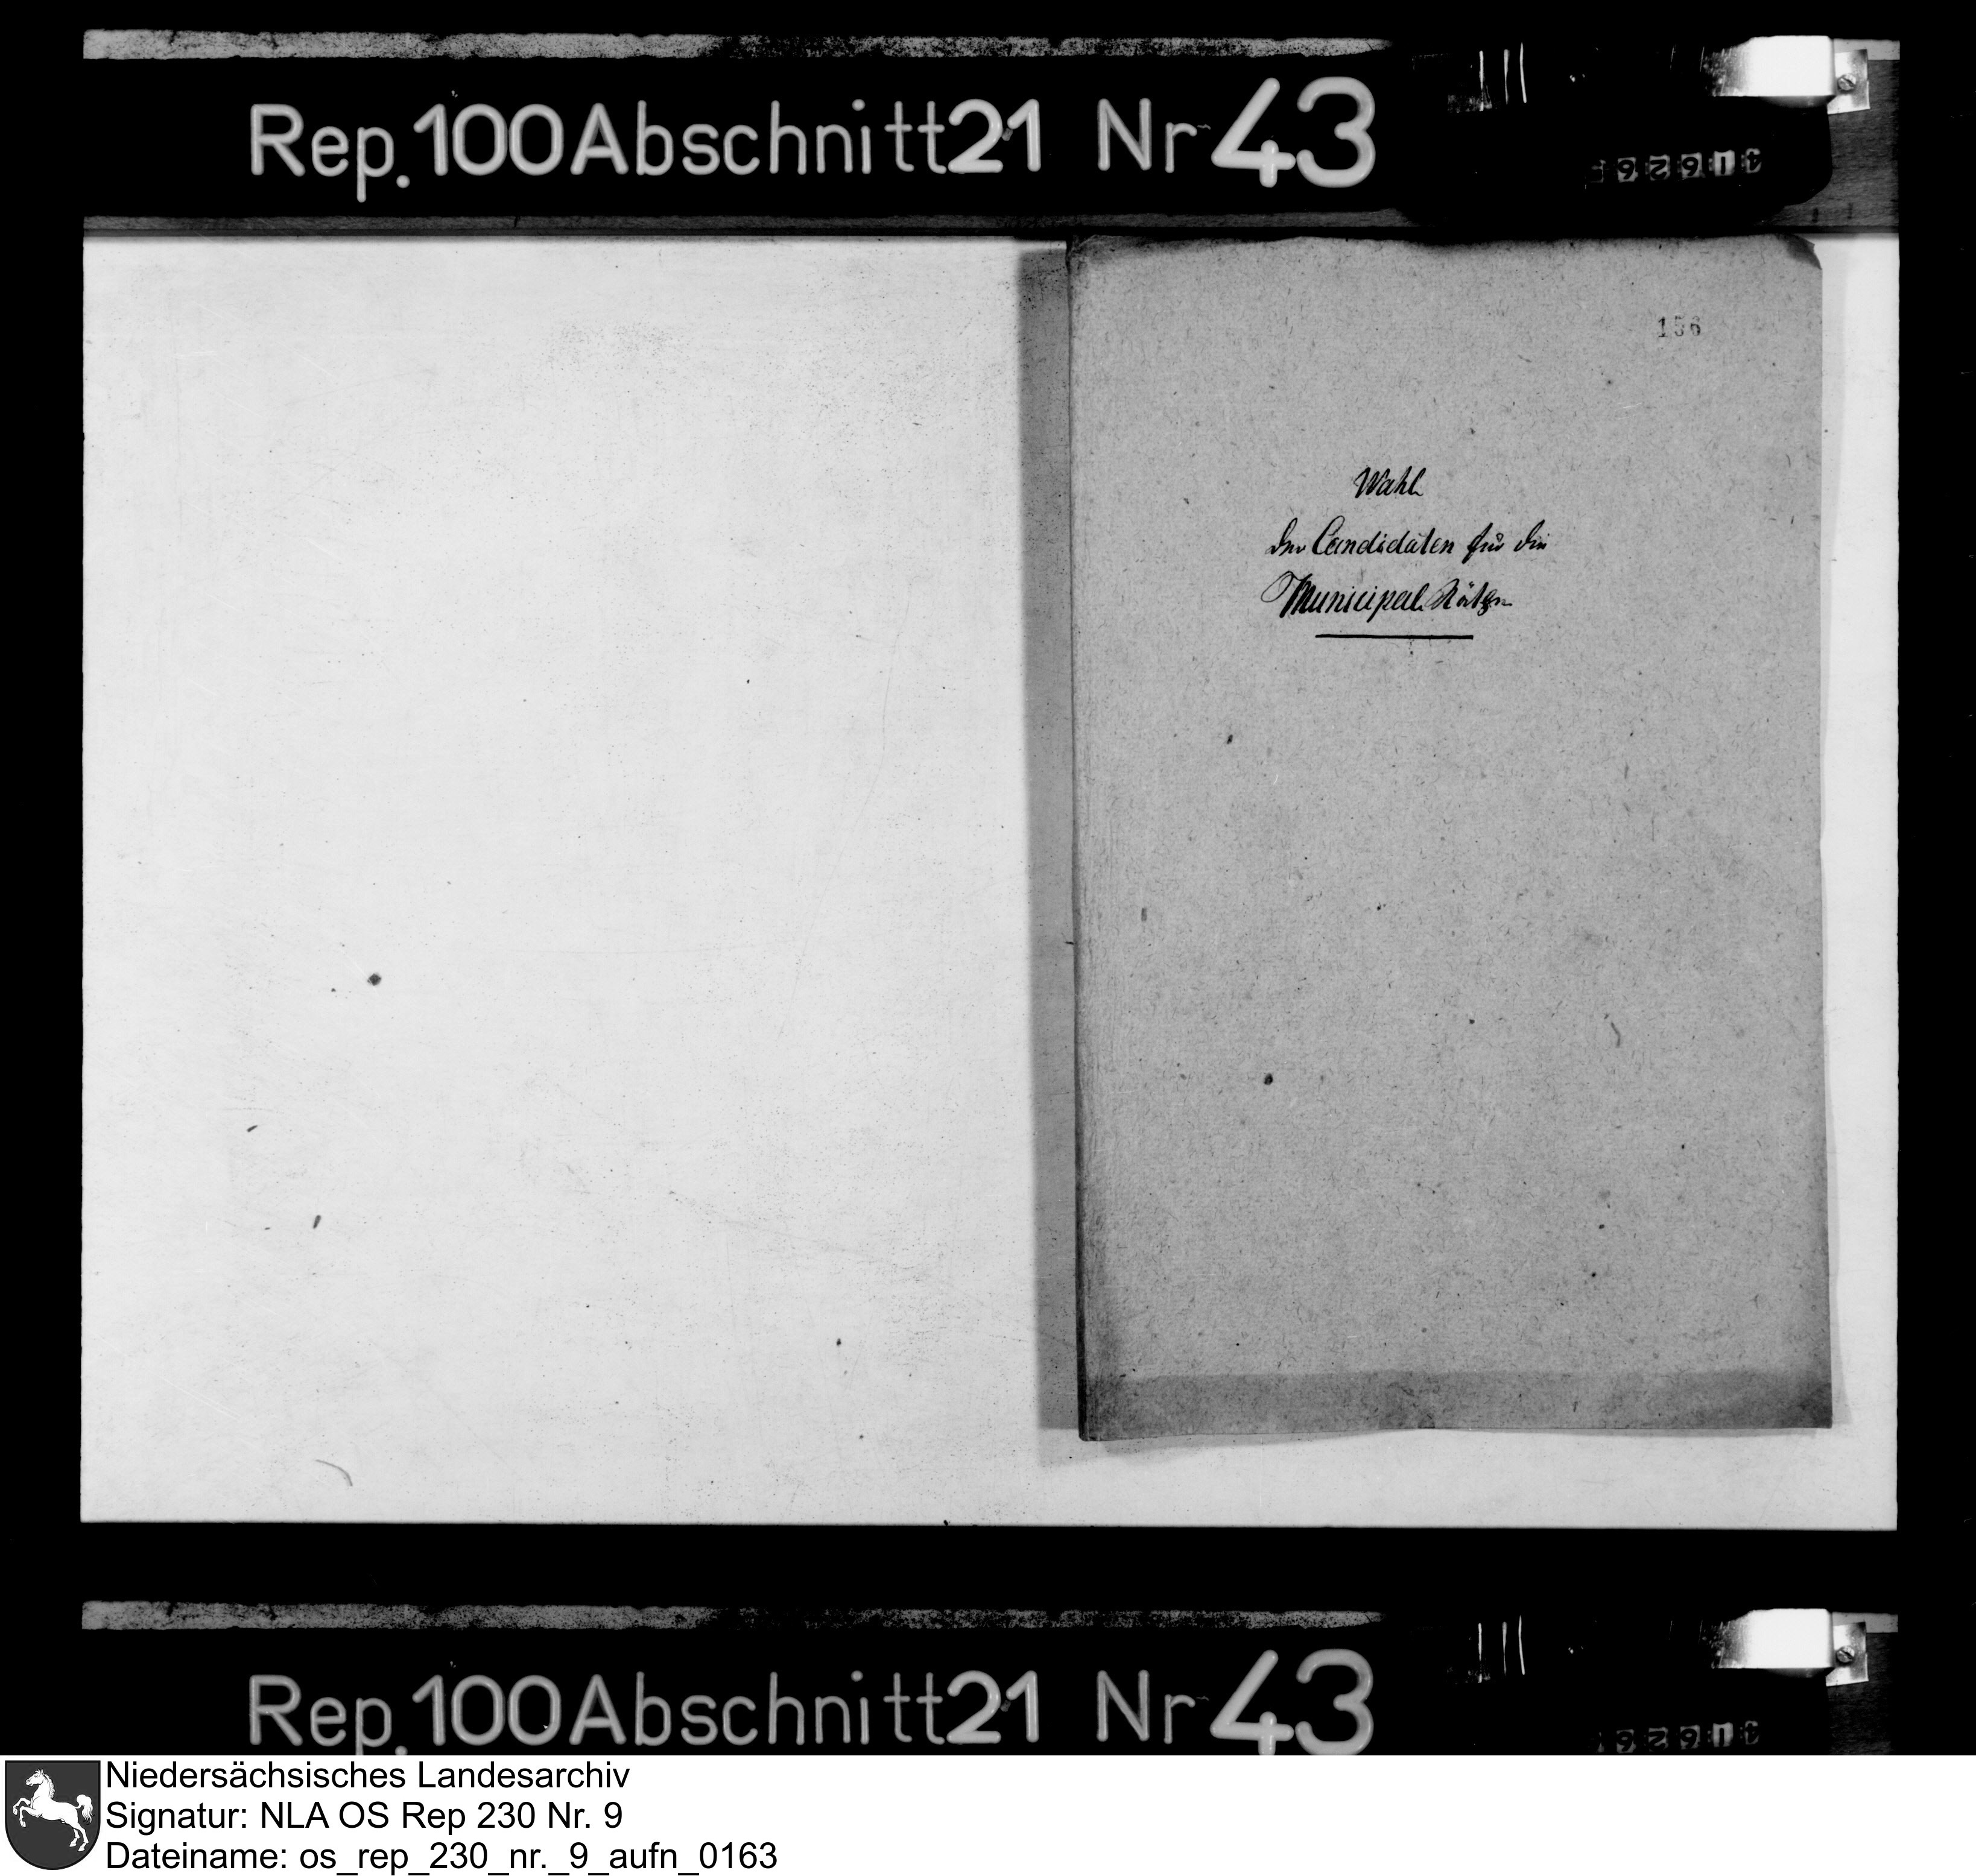 Rep. 100 Abschnitt 21 Nr 43
156
Wahl
der Candidaten für die
Municipal Räthe
Rep. 100 Abschnitt 21 Nr 43
Niedersächsisches Landesarchiv
Signatur: NLA OS Rep 230 Nr. 9
Dateiname: os_rep_230_nr._9_aufn_0163